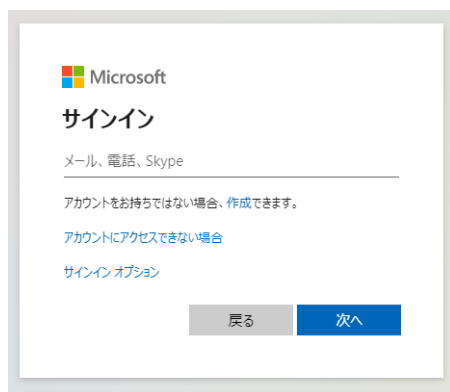 Microsoft
サインイン
メール、電話、Skype
アカウントをお持ちではない場合、作成できます。
アカウントにアクセスできない場合
サインイン オプション
戻る
次へ